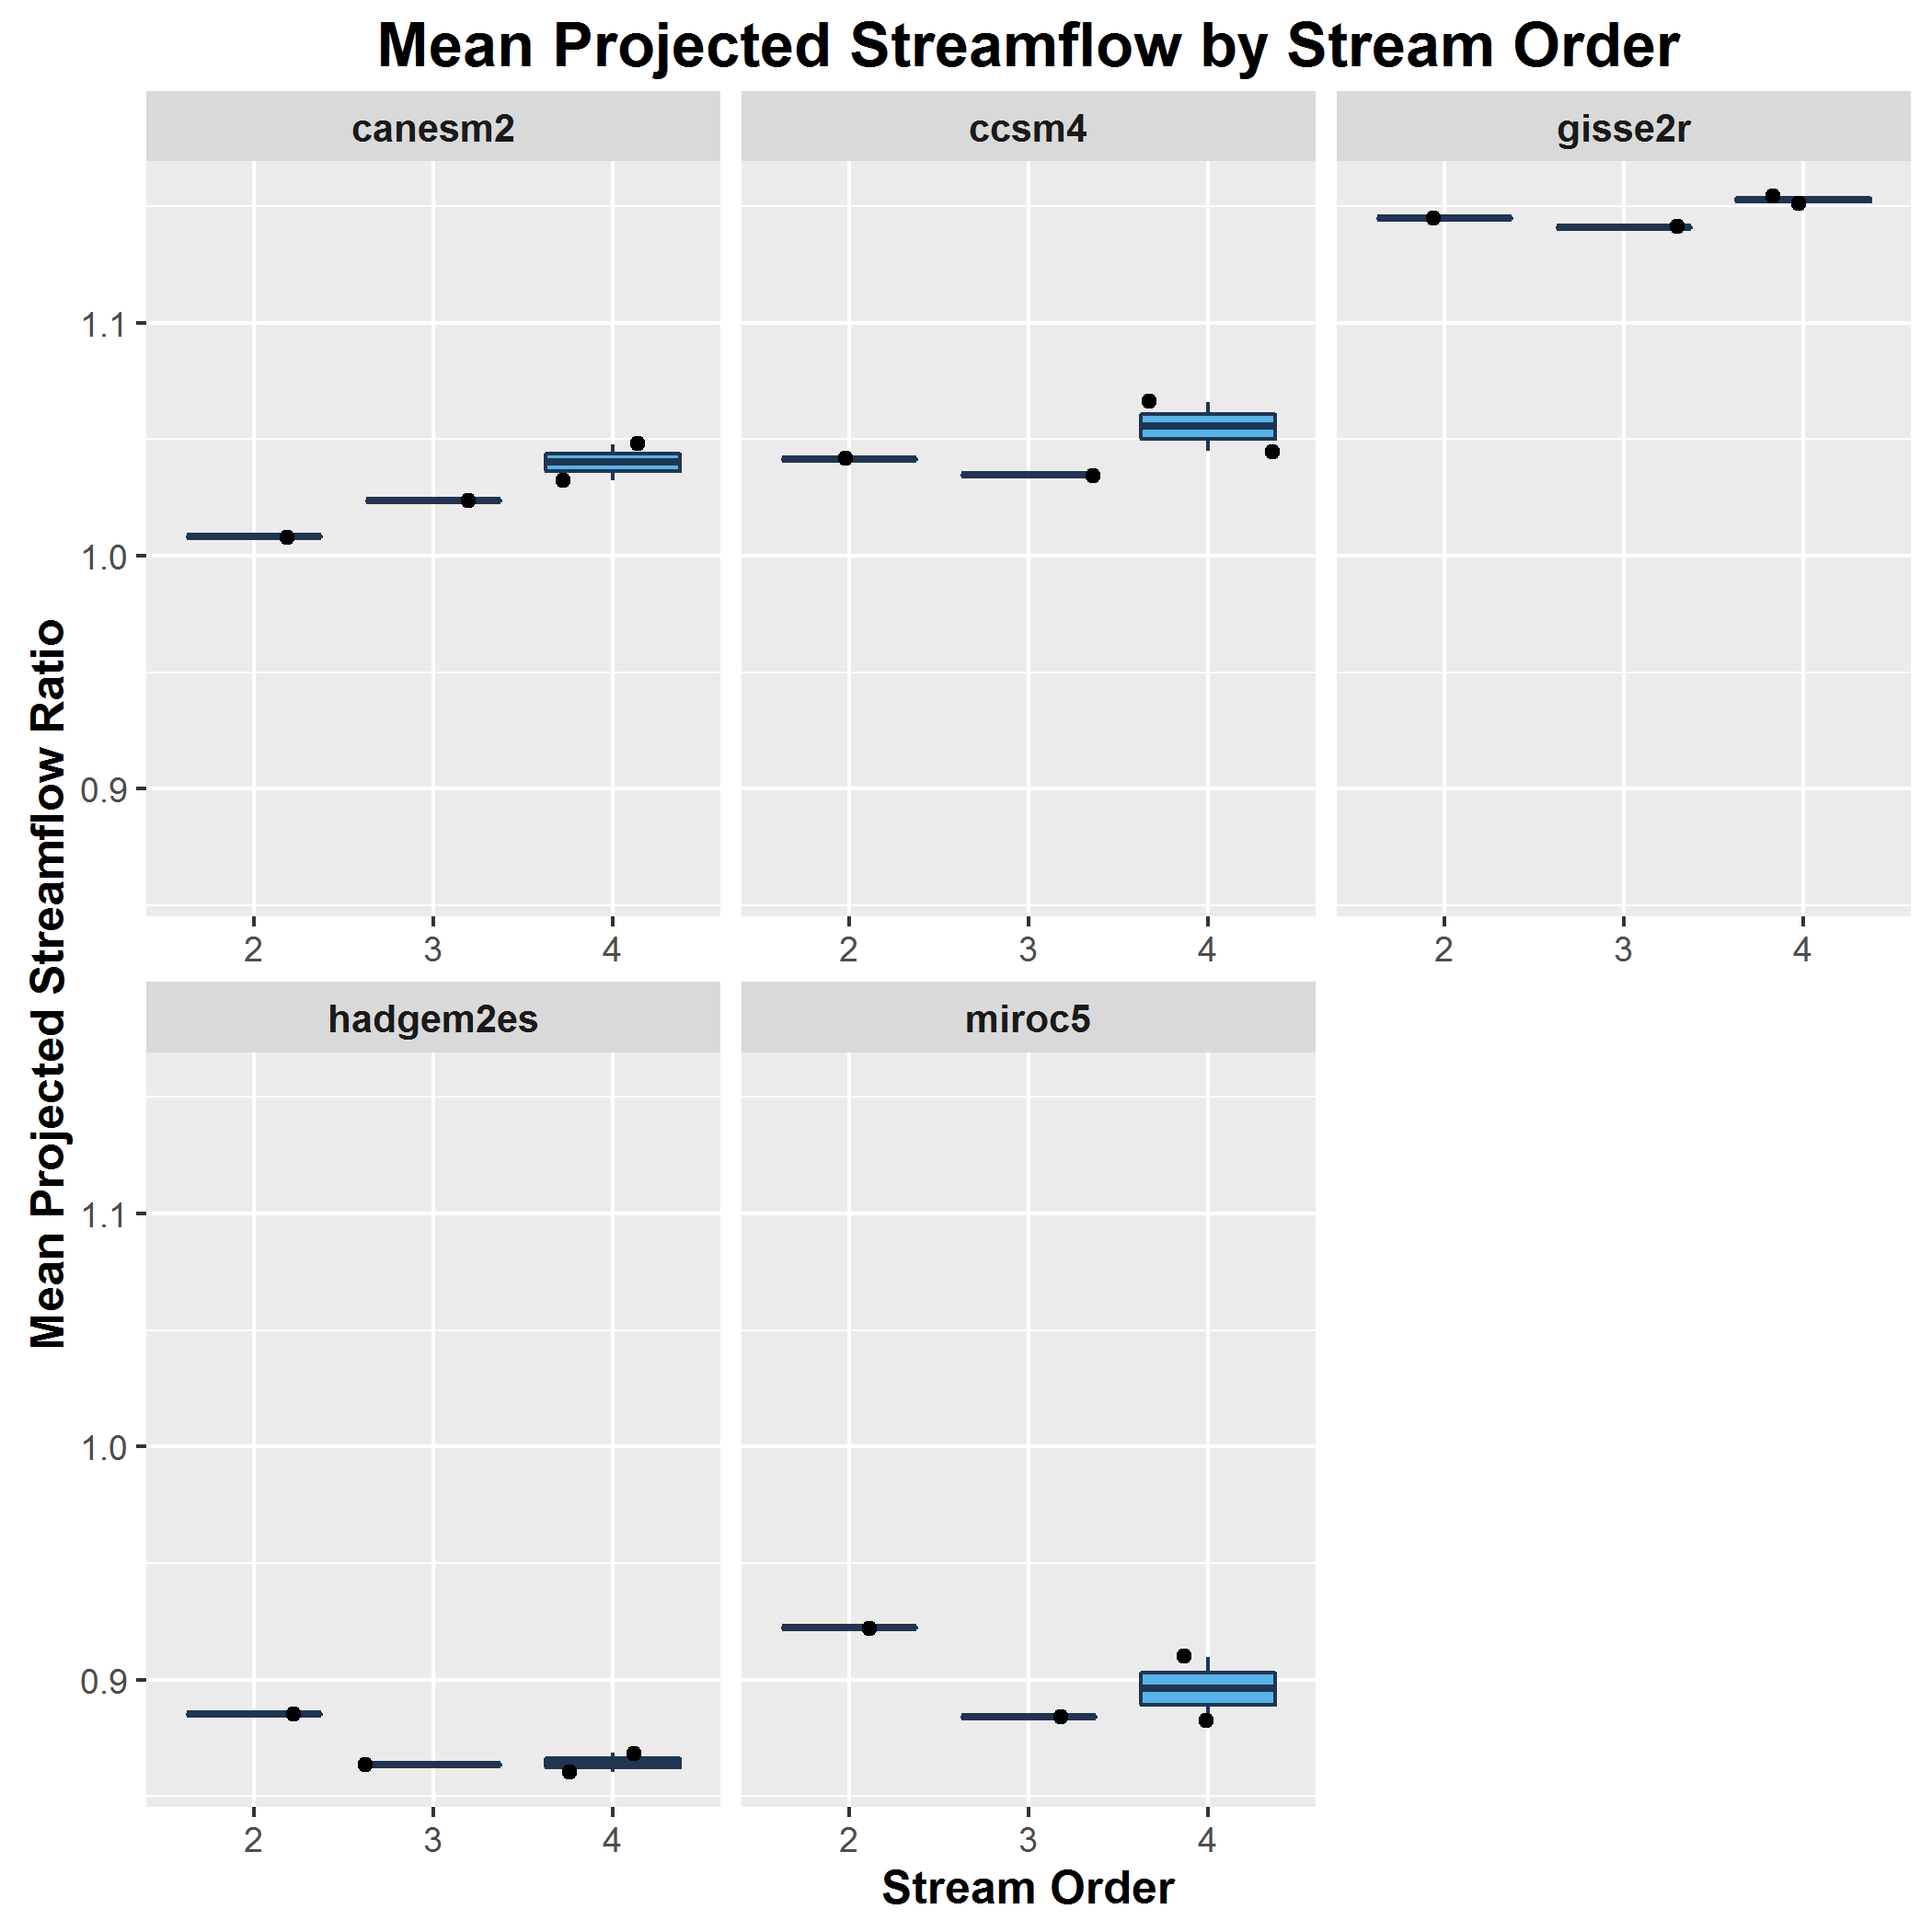 Mean Projected Streamflow by Stream Order
canesm2
ccsm4
gisse2r
1.1
1.0
0.9
2 3 4
2 3 4
2 3 4
Mean Projected Streamflow Ratio
hadgem2es
miroc5
1.1
1.0
0.9
2 3 4
2 3 4
Stream Order